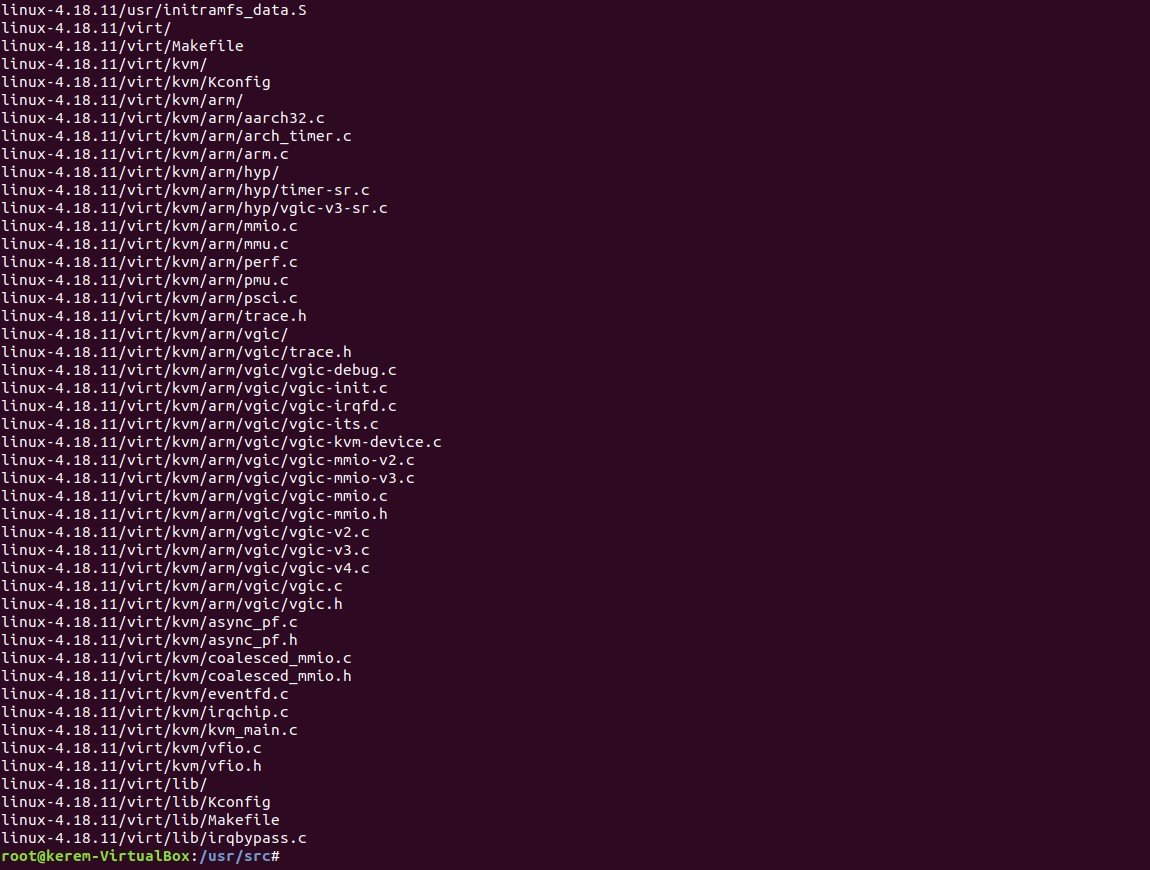 linux-4.18.11/usr/initramfs_data.S
linux-4.18.11/virt/
linux-4.18.11/virt/Makefile
linux-4.18.11/virt/kvm/
linux-4.18.11/virt/kvm/Kconfig
linux-4.18.11/virt/kvm/arm/
linux-4.18.11/virt/kvm/arm/aarch32.c
linux-4.18.11/virt/kvm/arm/arch_timer.c
linux-4.18.11/virt/kvm/arm/arm.c
linux-4.18.11/virt/kvm/arm/hyp/
linux-4.18.11/virt/kvm/arm/hyp/timer-sr.c
linux-4.18.11/virt/kvm/arm/hyp/vgic-v3-sr.c
linux-4.18.11/virt/kvm/arm/mmio.c
linux-4.18.11/virt/kvm/arm/mmu.c
linux-4.18.11/virt/kvm/arm/perf.c
linux-4.18.11/virt/kvm/arm/pmu.c
linux-4.18.11/virt/kvm/arm/psci.c
linux-4.18.11/virt/kvm/arm/trace.h
linux-4.18.11/virt/kvm/arm/vgic/
linux-4.18.11/virt/kvm/arm/vgic/trace.h
linux-4.18.11/virt/kvm/arm/vgic/vgic-debug.c
linux-4.18.11/virt/kvm/arm/vgic/vgic-init.c
linux-4.18.11/virt/kvm/arm/vgic/vgic-irqfd.c
linux-4.18.11/virt/kvm/arm/vgic/vgic-its.c
linux-4.18.11/virt/kvm/arm/vgic/vgic-kvm-device.c
linux-4.18.11/virt/kvm/arm/vgic/vgic-mmio-v2.c
linux-4.18.11/virt/kvm/arm/vgic/vgic-mmio-v3.c
linux-4.18.11/virt/kvm/arm/vgic/vgic-mmio.c
linux-4.18.11/virt/kvm/arm/vgic/vgic-mmio.h
linux-4.18.11/virt/kvm/arm/vgic/vgic-v2.c
linux-4.18.11/virt/kvm/arm/vgic/vgic-v3.c
linux-4.18.11/virt/kvm/arm/vgic/vgic-v4.c
linux-4.18.11/virt/kvm/arm/vgic/vgic.c
linux-4.18.11/virt/kvm/arm/vgic/vgic.h
linux-4.18.11/virt/kvm/async_pf.c
linux-4.18.11/virt/kvm/async_pf.h
linux-4.18.11/virt/kvm/coalesced_mmio.c
linux-4.18.11/virt/kvm/coalesced_mmio.h
linux-4.18.11/virt/kvm/eventfd.c
linux-4.18.11/virt/kvm/irqchip.c
linux-4.18.11/virt/kvm/kvm_main.c
linux-4.18.11/virt/kvm/vfio.c
linux-4.18.11/virt/kvm/vfio.h
linux-4.18.11/virt/lib/
linux-4.18.11/virt/lib/Kconfig
linux-4.18.11/virt/lib/Makefile
linux-4.18.11/virt/lib/irqbypass.c
root@kerem-VirtualBox:/usr/src#